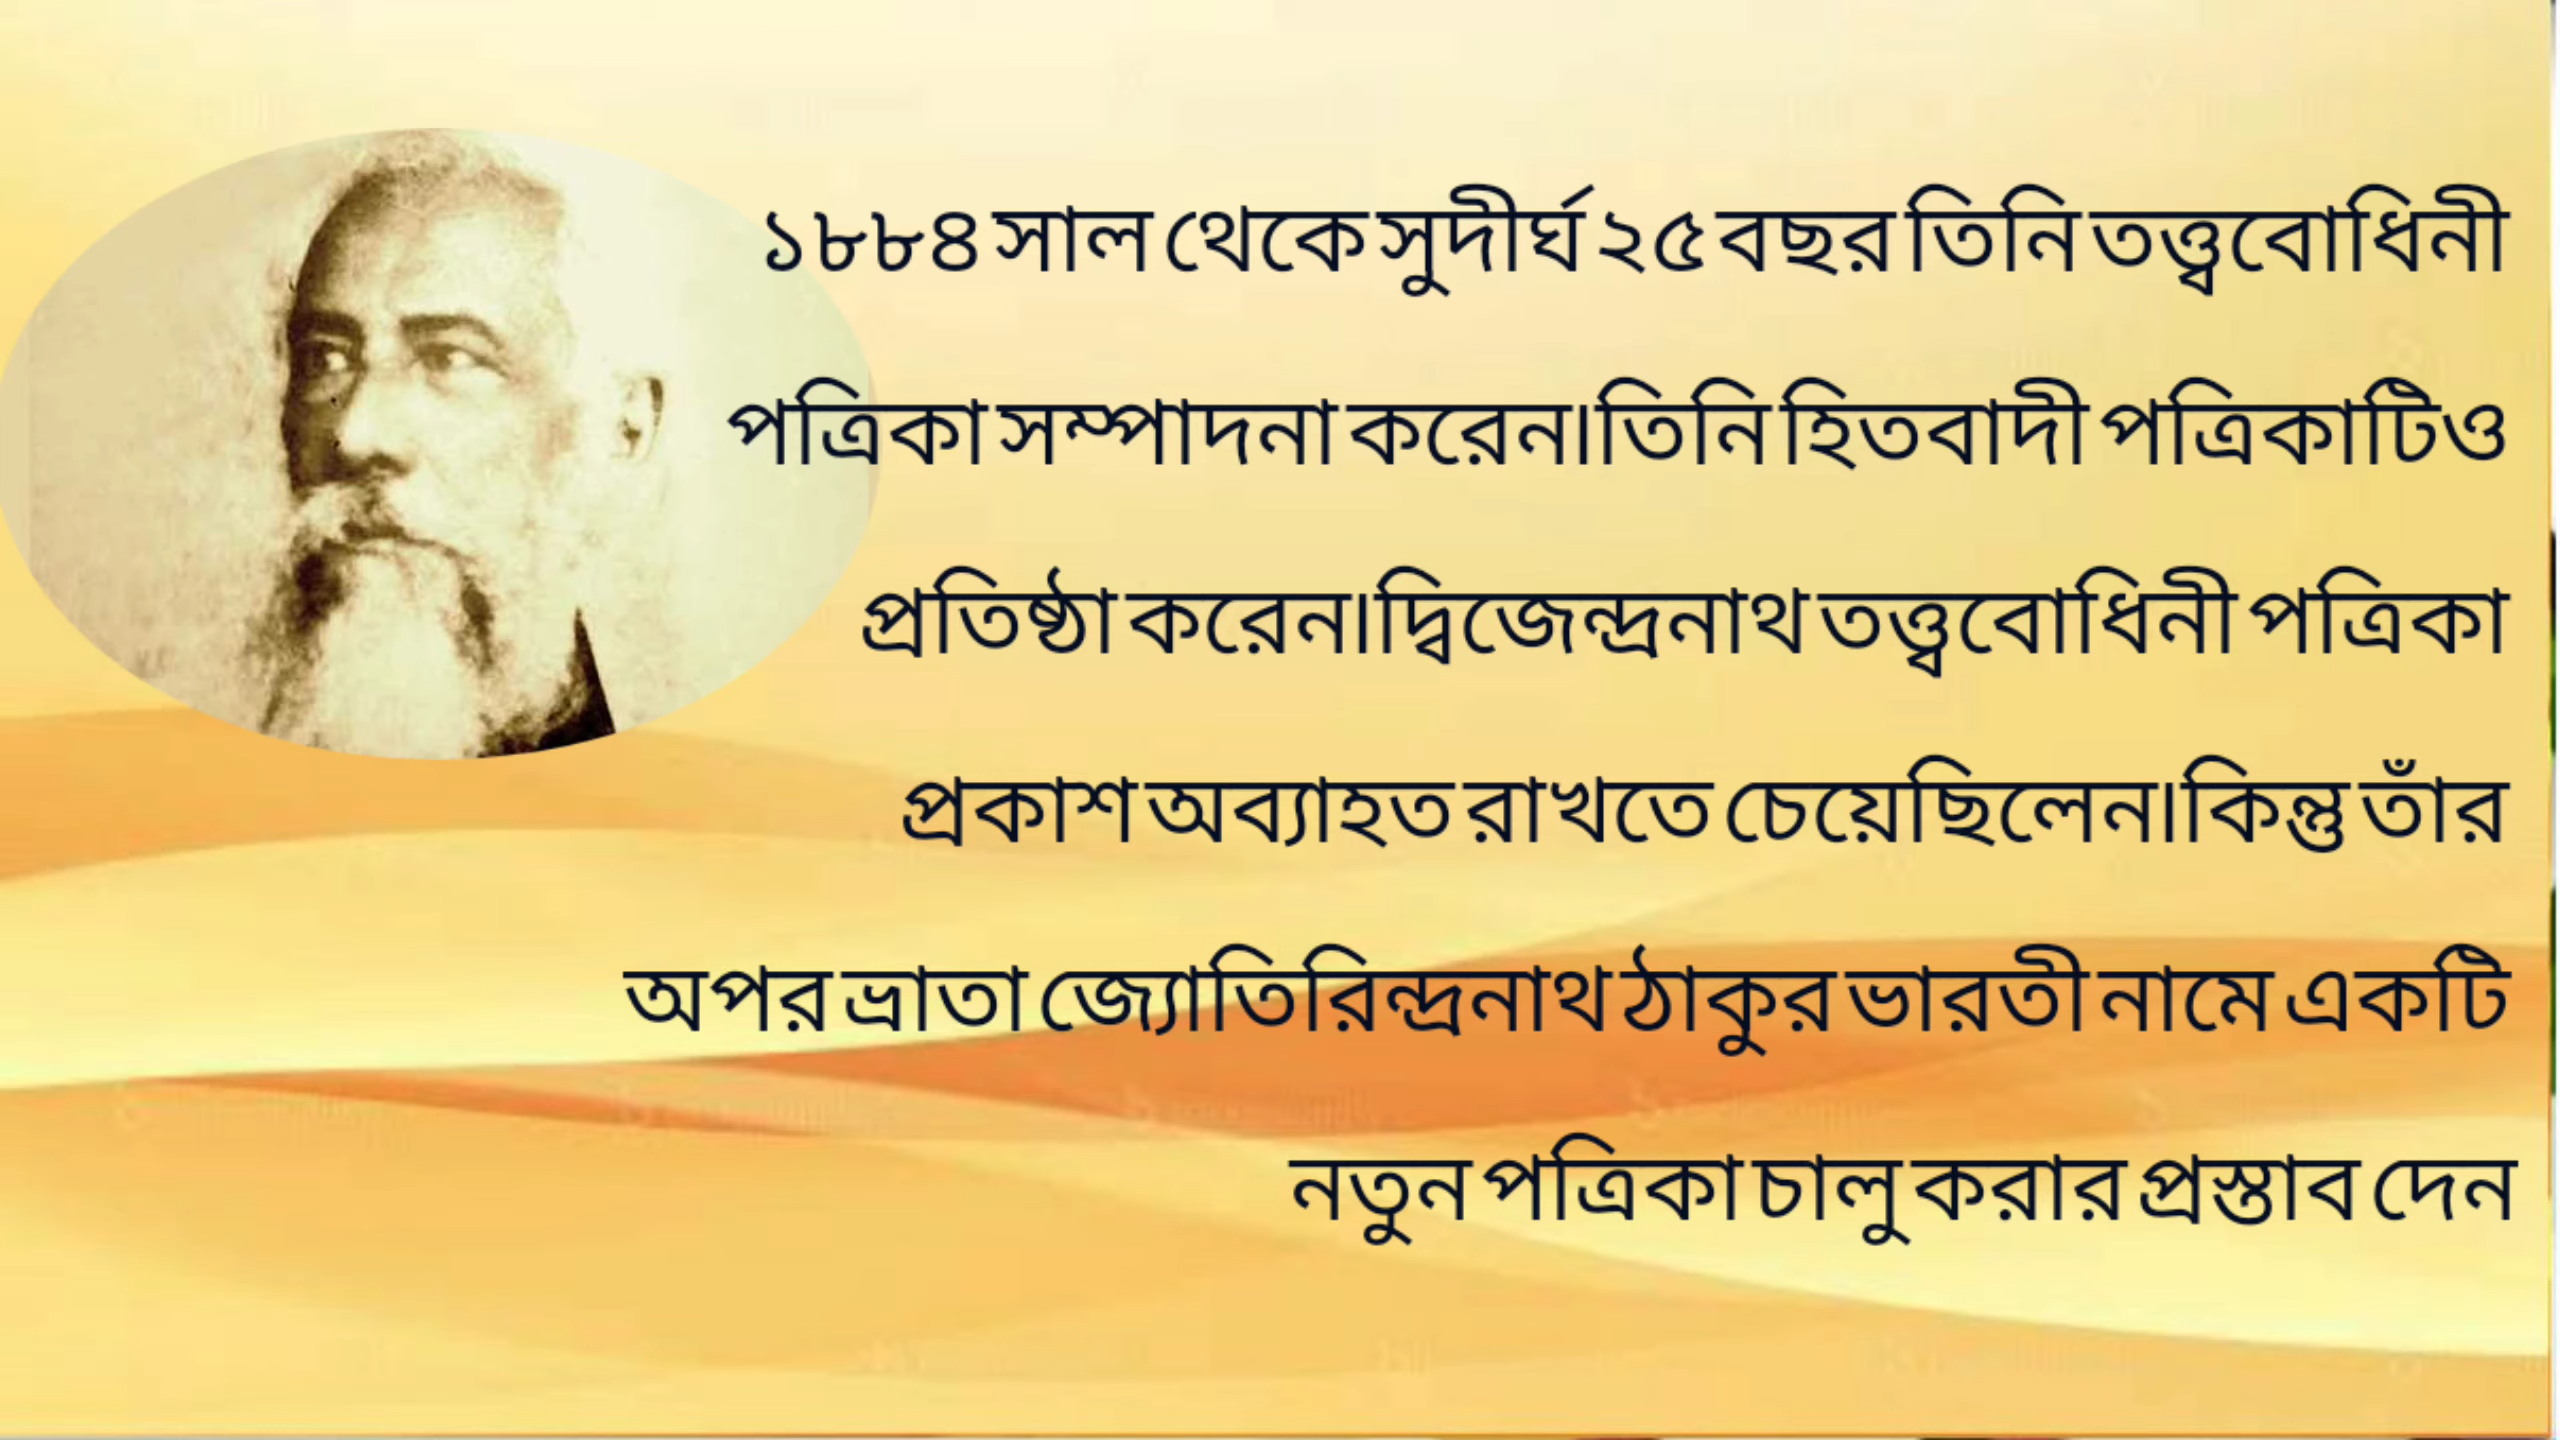 ১৮৮৪ সাল থেকে সুদীর্ঘ ২৫ বছর তিনি তত্ত্ববোধিনী
পত্রিকা সম্পাদনা করেন।তিনি হিতবাদী পত্রিকাটিও
প্রতিষ্ঠা করেন।দ্বিজেন্দ্রনাথ তত্ত্ববোধিনী পত্রিকা
প্রকাশ অব্যাহত রাখতে চেয়েছিলেন।কিন্তু তাঁর
অপর ভ্রাতা জ্যোতিরিন্দ্রনাথ ঠাকুর ভারতী নামে একটি
নতুন পত্রিকা চালু করার প্রস্তাব দেন